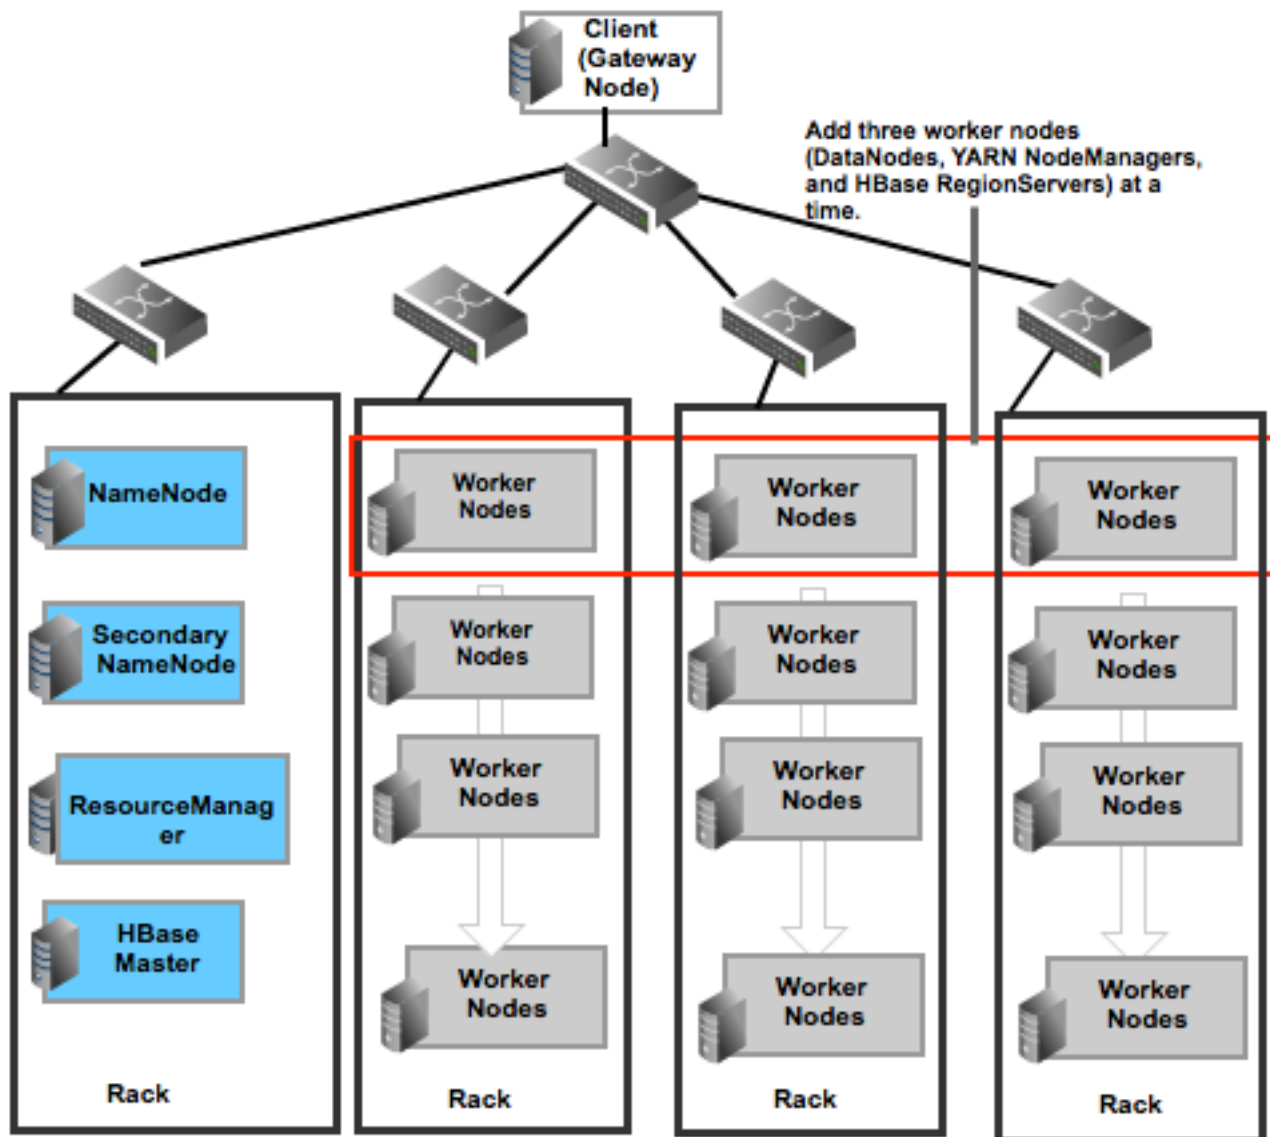 Client
(Gateway
Node)
Add three worker nodes
(DataNodes, YARN NodeManagers,
and HBase RegionServers) at a
time.
NameNode
Secondary
NameNode
ResourceManag
er
HBase
Master
Rack
Worker
Nodes
Worker
Nodes
Worker
Nodes
Worker
Nodes
Rack
Worker
Nodes
Worker
Nodes
Worker
Nodes
Worker
Nodes
Rack
Worker
Nodes
Worker
Nodes
Worker
Nodes
Worker
Nodes
Rack